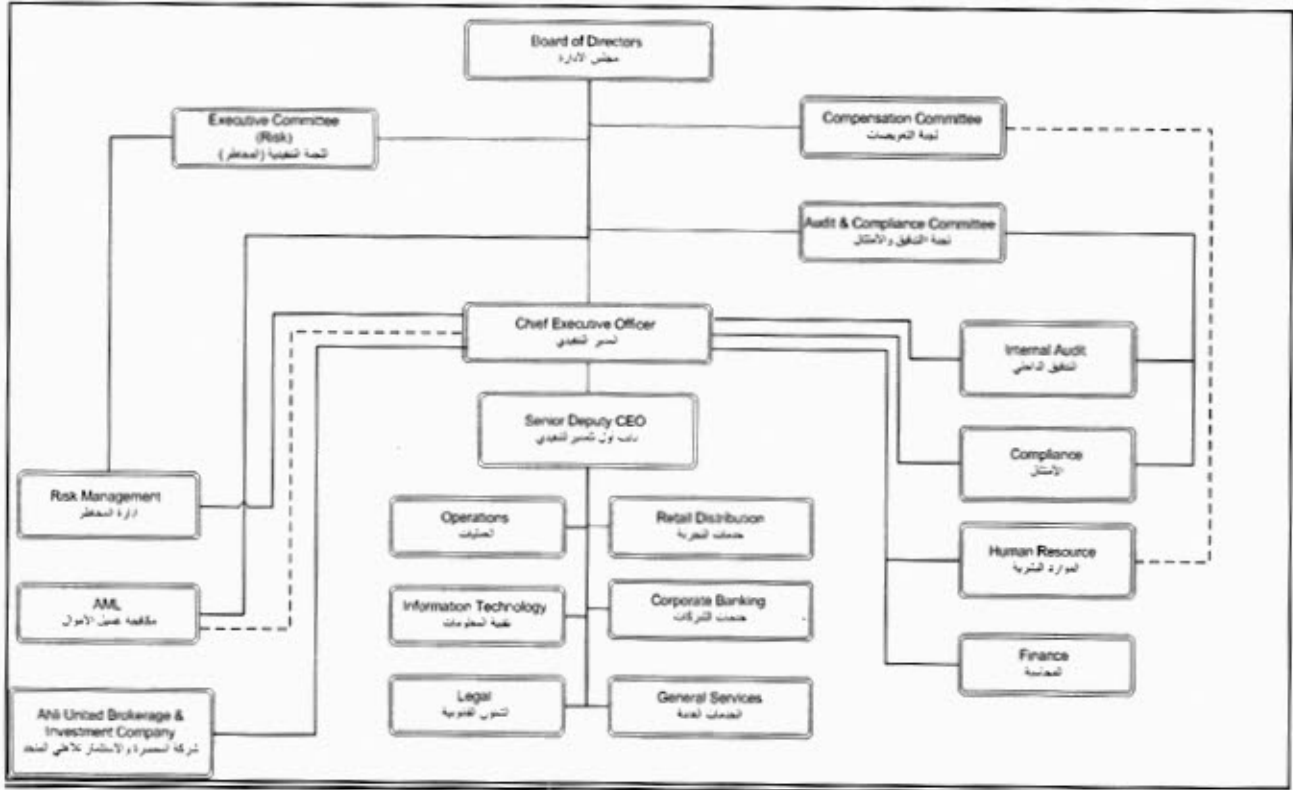 Board of Directors
مجلس الادارة
Executive Committee
(Risk)
اللجنة التنفيذية (المخاطر)
Compensation Committee
لجنة التعويضات
Audit & Compliance Committee
لجنة التدقيق والامتثال
Chief Executive Officer
المدير التنفيذي
Internal Audit
التدقيق الداخلي
Senior Deputy CEO
نائب اول للمدير التنفيذي
Compliance
الامتثال
Risk Management
ادارة المخاطر
Operations
العمليات
Retail Distribution
خدمات التجزية
Human Resource
الموارد البشرية
AML
مكافحة غسيل الأموال
Information Technology
تقنية المعلومات
Corporate Banking
خدمات الشركات
Finance
المحاسبة
Ahli United Brokerage &
Investment Company
شركة السمسرة والاستثمار للاهلي المتحد
Legal
الشئون القانونية
General Services
الخدمات العامة